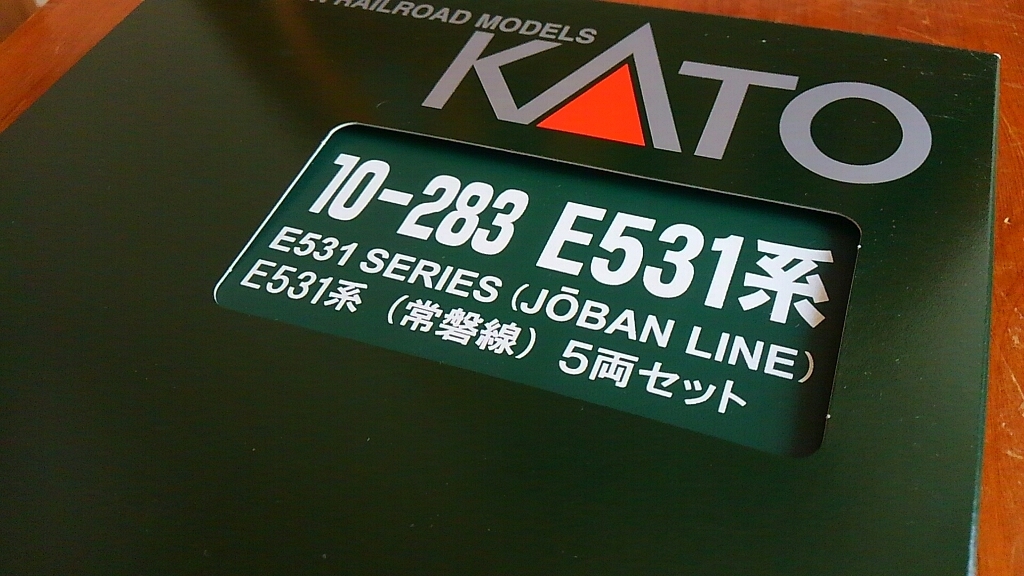 RAILROAD MODELS
KATO
10-283 E531系
E531 SERIES (JŌBAN LINE)
E531系 (常磐線) 5両セット